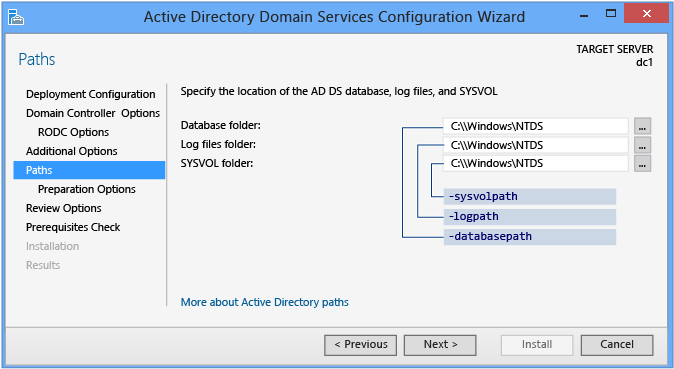 Active Directory Domain Services Configuration Wizard
Paths
TARGET SERVER
dc1
Deployment Configuration
Domain Controller Options
RODC Options
Additional Options
Paths
Preparation Options
Review Options
Prerequisites Check
Installation
Results
Specify the location of the AD DS database, log files, and SYSVOL
Database folder: C:\\Windows\NTDS ...
Log files folder: C:\\Windows\NTDS ...
SYSVOL folder: C:\\Windows\NTDS ...
-sysvolpath
-logpath
-databasepath
More about Active Directory paths
< Previous Next > Install Cancel